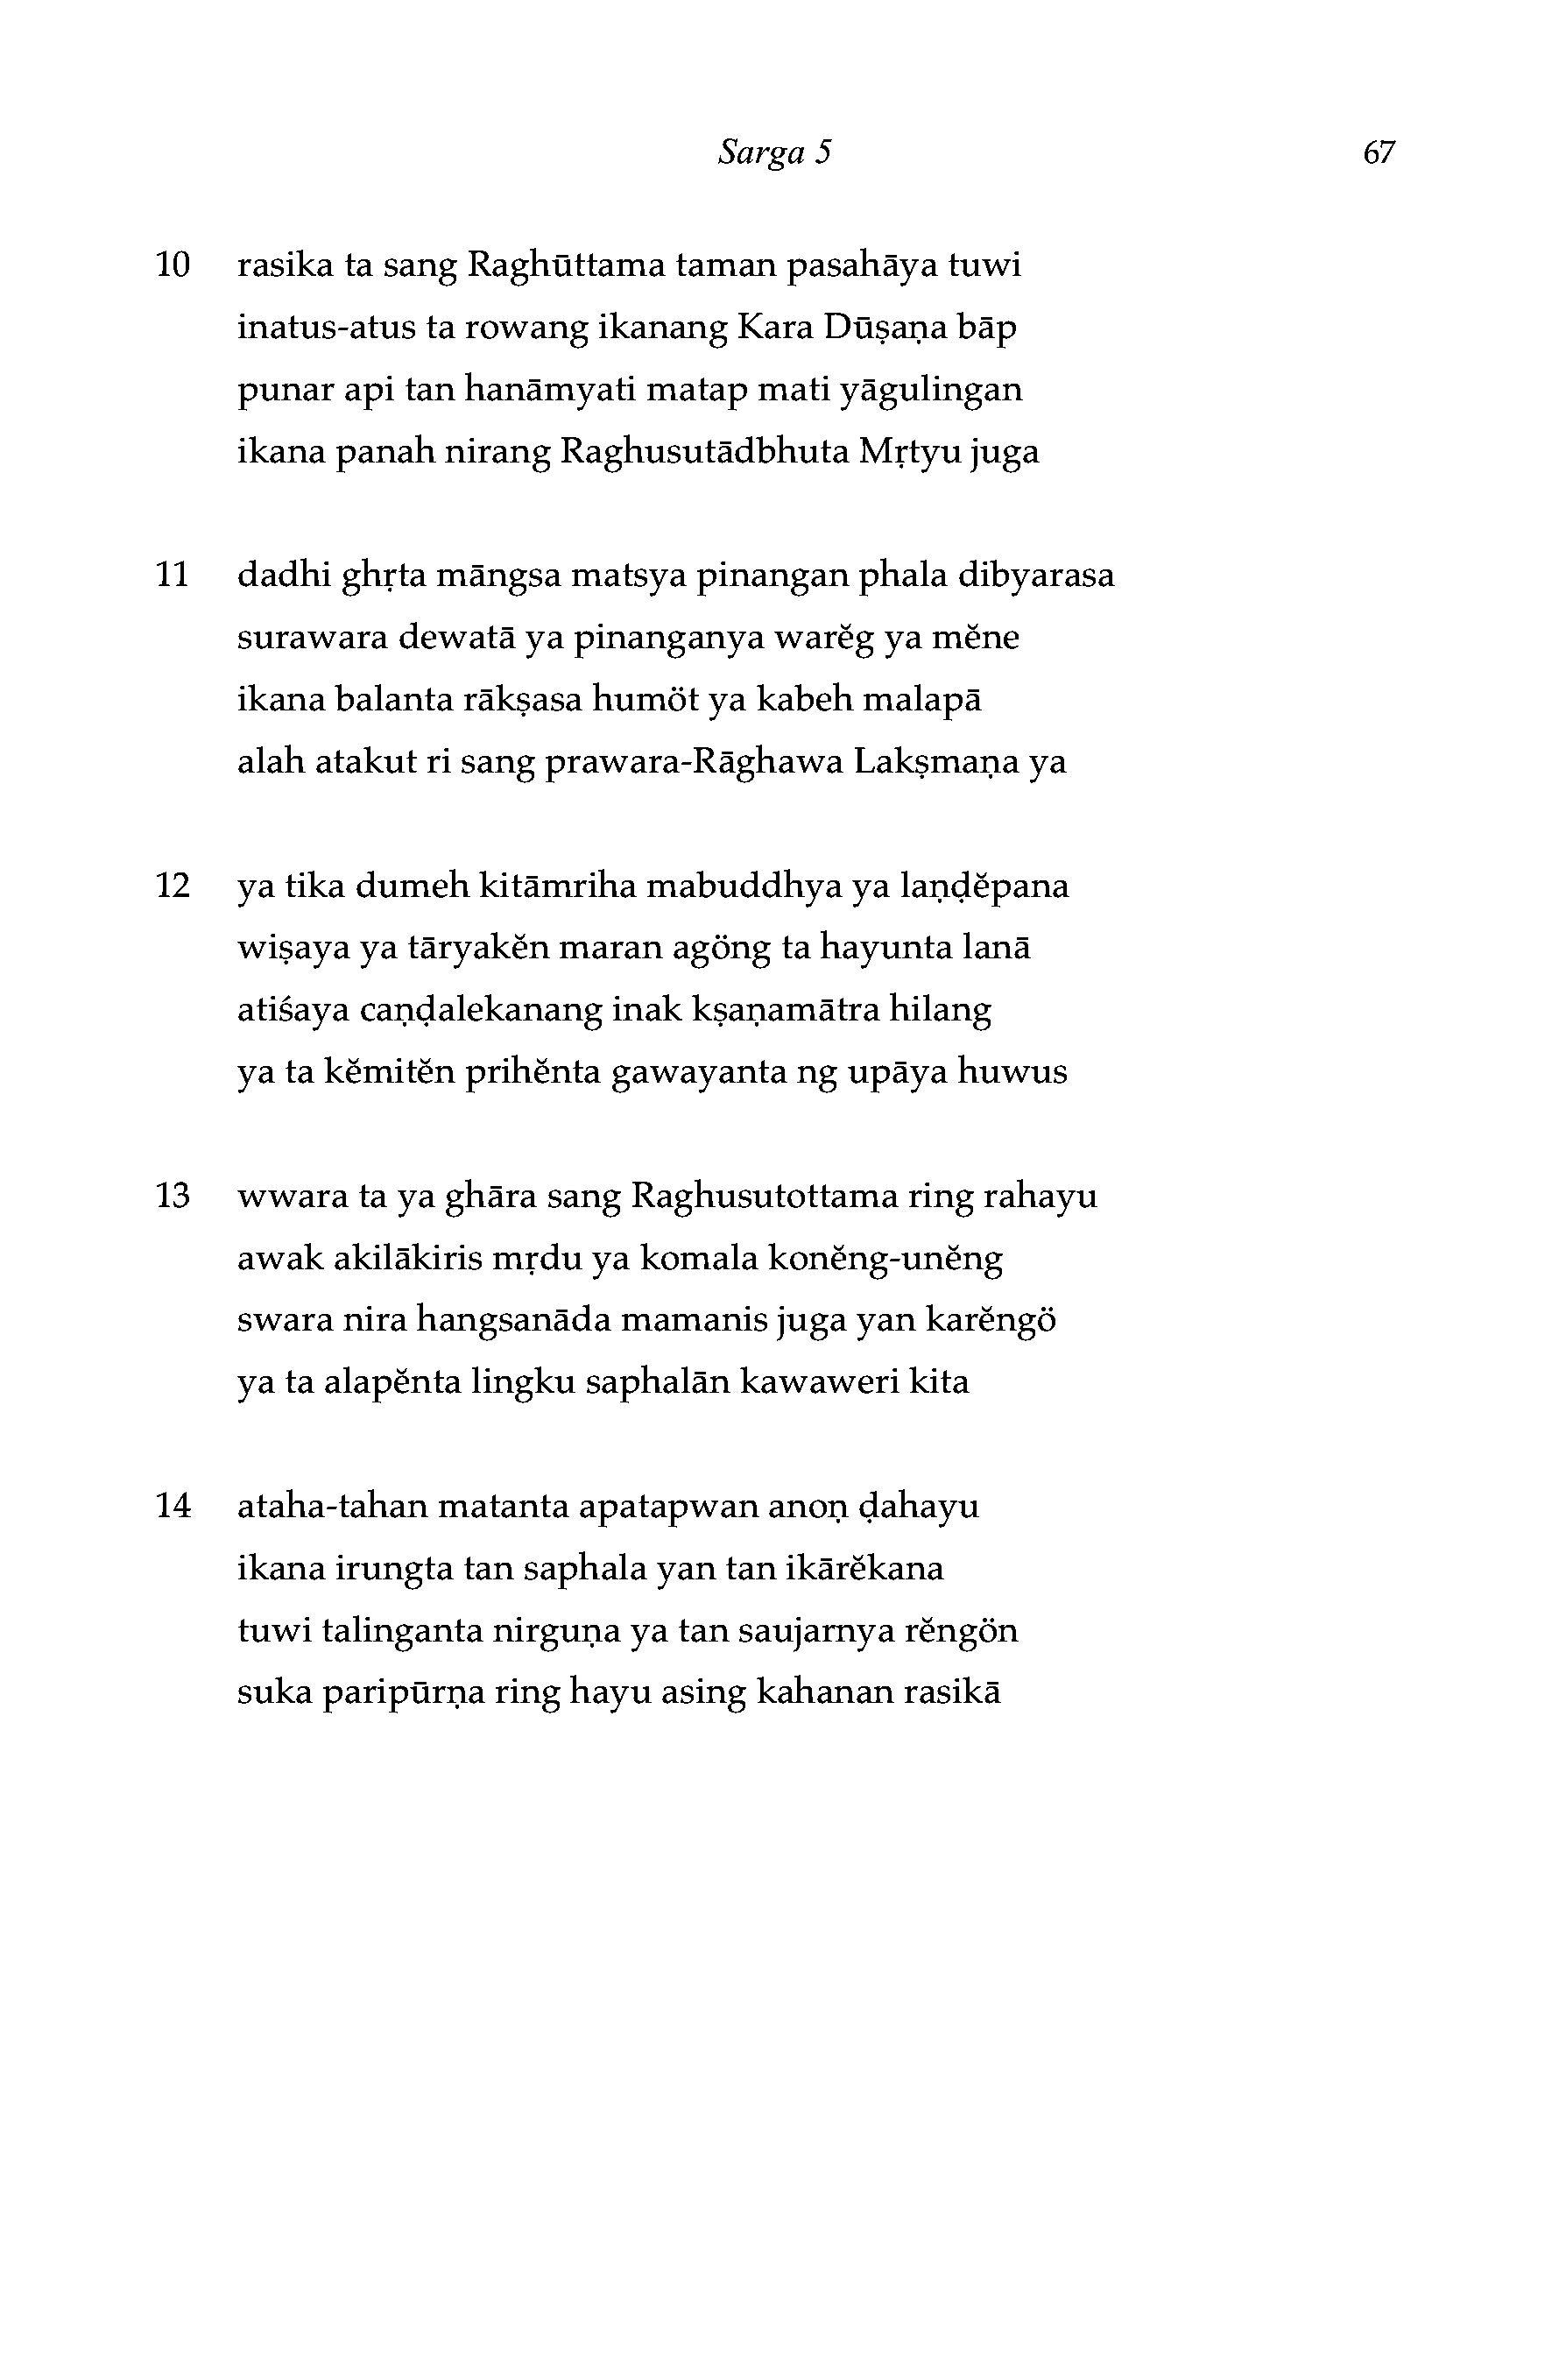 Sarga 5 67
10 rasika ta sang Raghūttama taman pasahāya tuwi
inatus-atus ta rowang ikanang Kara Dūṣaṇa bāp
punar api tan hanāmyati matap mati yāgulingan
ikana panah nirang Raghusutādbhuta Mṛtyu juga
11 dadhi ghṛta māngsa matsya pinangan phala dibyarasa
surawara dewatā ya pinanganya warĕg ya mĕne
ikana balanta rākṣasa humöt ya kabeh malapā
alah atakut ri sang prawara-Rāghawa Lakṣmaṇa ya
12 ya tika dumeh kitāmriha mabuddhya ya laṇḍĕpana
wiṣaya ya tāryakĕn maran agöng ta hayunta lanā
atiśaya caṇḍalekanang inak kṣaṇamātra hilang
ya ta kĕmitĕn prihĕnta gawayanta ng upāya huwus
13 wwara ta ya ghāra sang Raghusutottama ring rahayu
awak akilākiris mṛdu ya komala konĕng-unĕng
swara nira hangsanāda mamanis juga yan karĕngö
ya ta alapĕnta lingku saphalān kawaweri kita
14 ataha-tahan matanta apatapwan anoṇ ḍahayu
ikana irungta tan saphala yan tan ikārĕkana
tuwi talinganta nirguṇa ya tan saujarnya rĕngön
suka paripūrṇa ring hayu asing kahanan rasikā